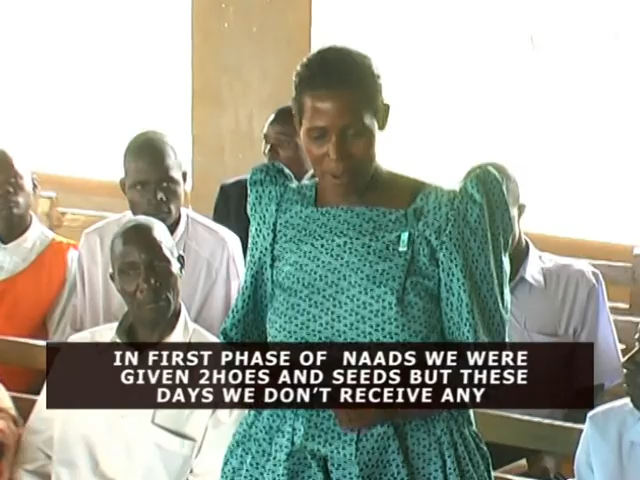 IN FIRST PHASE OF NAADS WE WERE
GIVEN 2HOES AND SEEDS BUT THESE
DAYS WE DON'T RECEIVE ANY